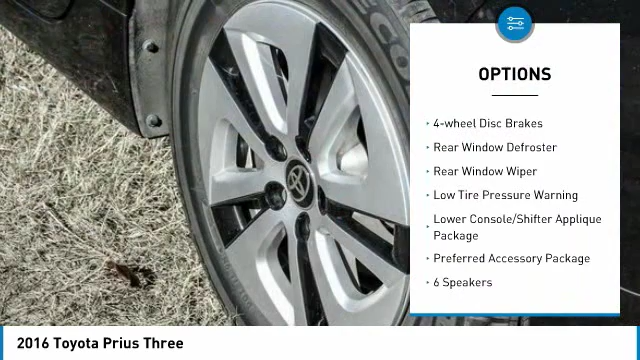 OPTIONS
4-wheel Disc Brakes
Rear Window Defroster
Rear Window Wiper
Low Tire Pressure Warning
Lower Console/Shifter Applique
Package
Preferred Accessory Package
6 Speakers
2016 Toyota Prius Three